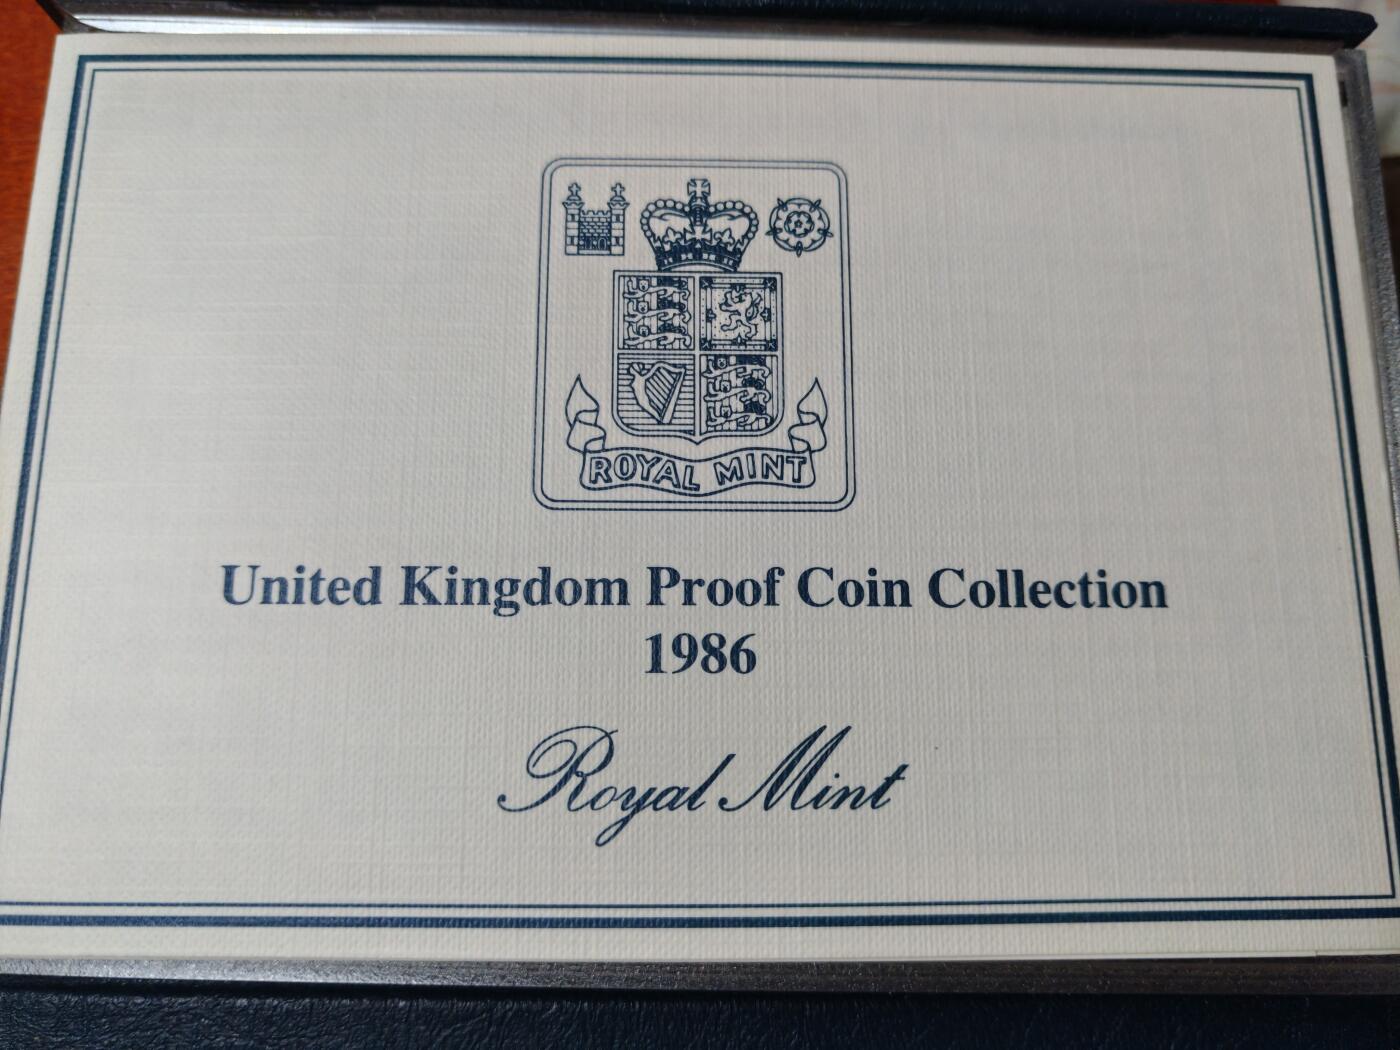 ROYAL MINT
United Kingdom Proof Coin Collection
1986
Royal Mint